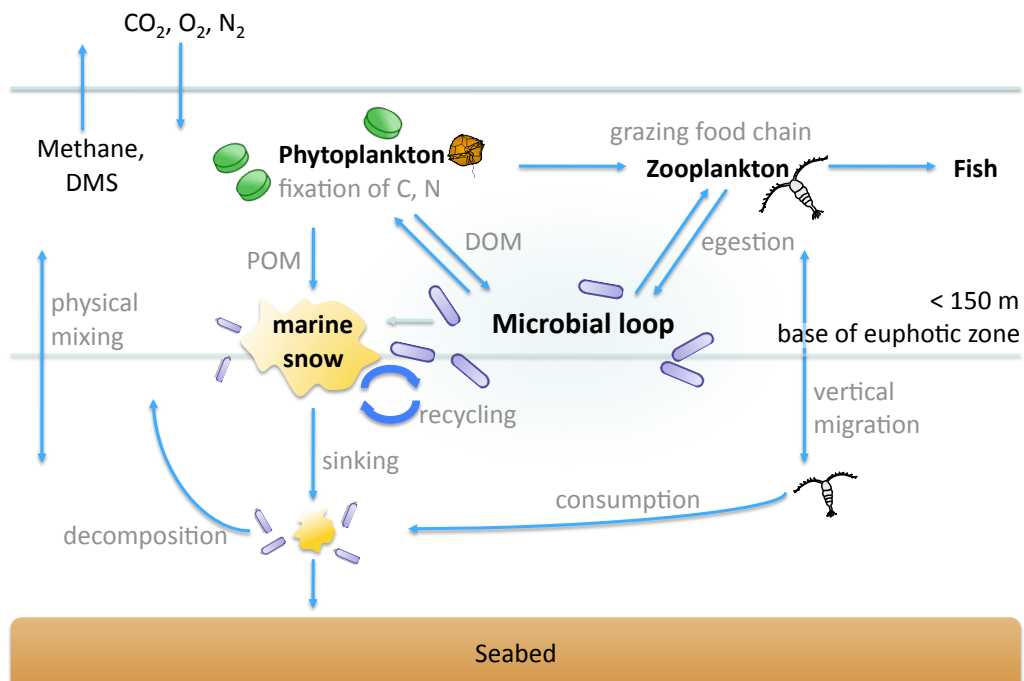 CO₂, O₂, N₂
Methane,
DMS
Phytoplankton
fixation of C, N
grazing food chain
Zooplankton
Fish
POM
DOM
egestion
physical
mixing
marine
snow
Microbial loop
< 150 m
base of euphotic zone
recycling
vertical
migration
sinking
consumption
decomposition
Seabed